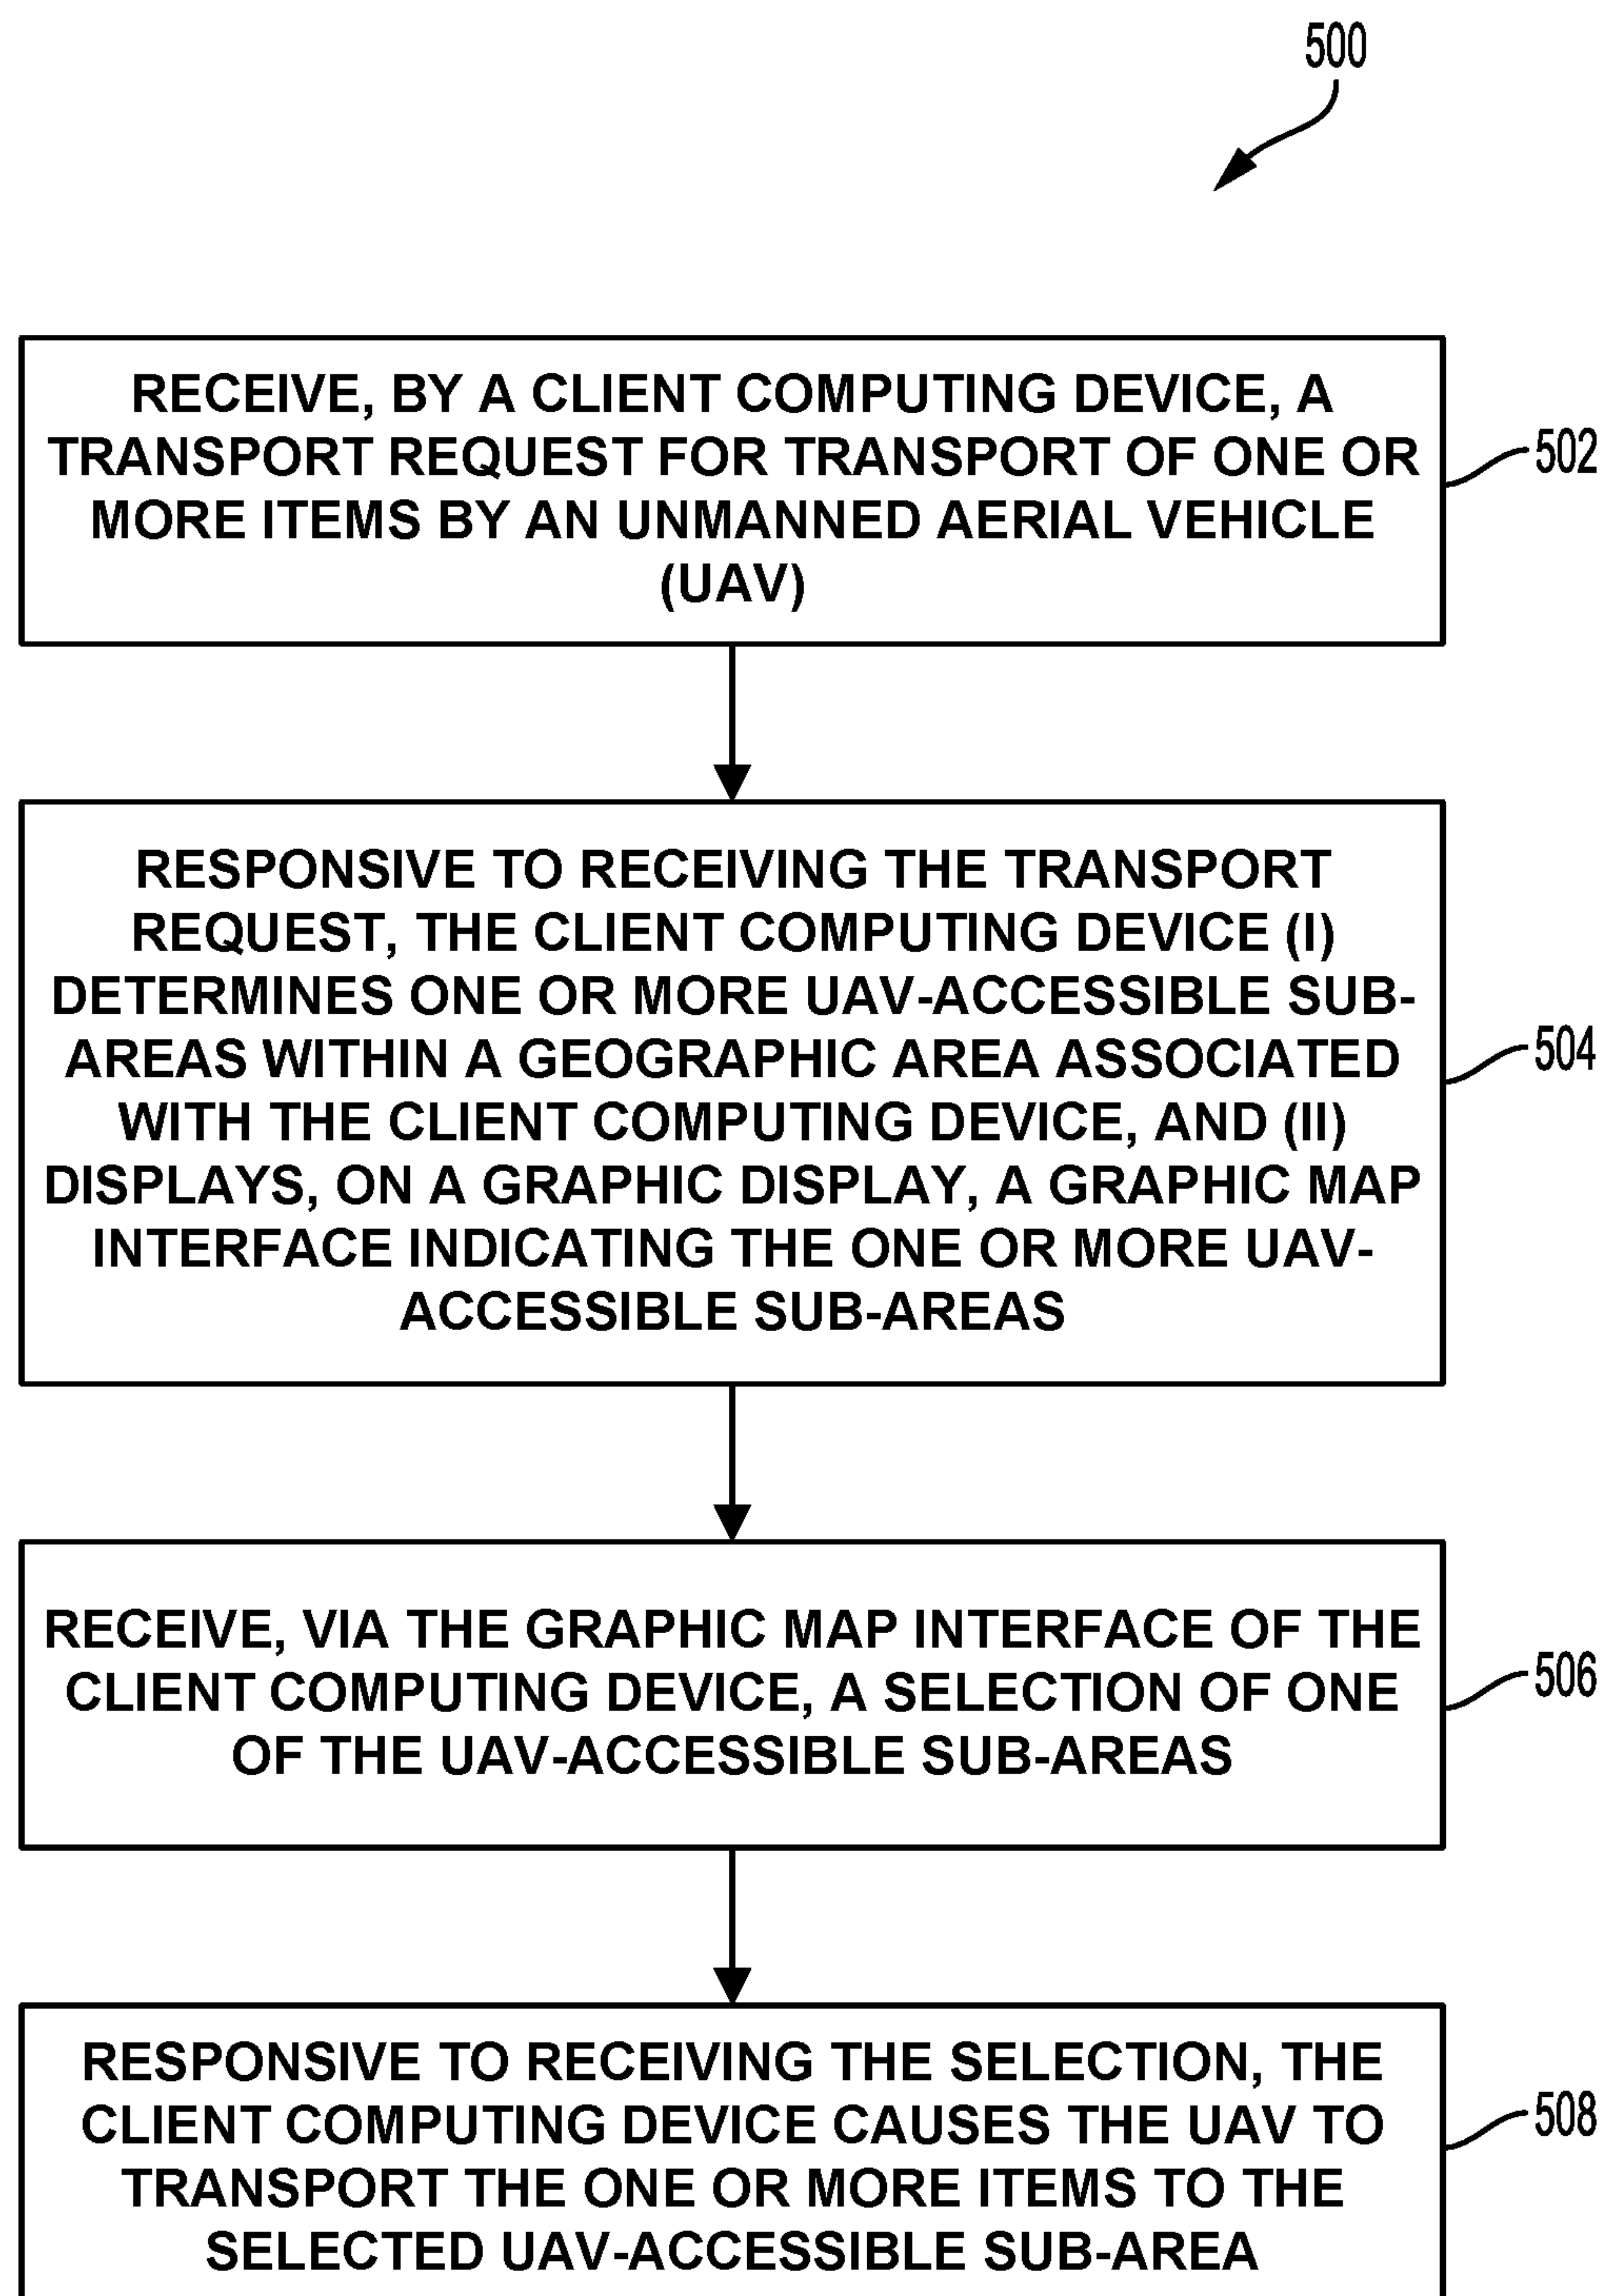 500
RECEIVE, BY A CLIENT COMPUTING DEVICE, A
TRANSPORT REQUEST FOR TRANSPORT OF ONE OR
MORE ITEMS BY AN UNMANNED AERIAL VEHICLE
(UAV)
502
RESPONSIVE TO RECEIVING THE TRANSPORT
REQUEST, THE CLIENT COMPUTING DEVICE (I)
DETERMINES ONE OR MORE UAV-ACCESSIBLE SUB-
AREAS WITHIN A GEOGRAPHIC AREA ASSOCIATED
WITH THE CLIENT COMPUTING DEVICE, AND (II)
DISPLAYS, ON A GRAPHIC DISPLAY, A GRAPHIC MAP
INTERFACE INDICATING THE ONE OR MORE UAV-
ACCESSIBLE SUB-AREAS
504
RECEIVE, VIA THE GRAPHIC MAP INTERFACE OF THE
CLIENT COMPUTING DEVICE, A SELECTION OF ONE
OF THE UAV-ACCESSIBLE SUB-AREAS
506
RESPONSIVE TO RECEIVING THE SELECTION, THE
CLIENT COMPUTING DEVICE CAUSES THE UAV TO
TRANSPORT THE ONE OR MORE ITEMS TO THE
SELECTED UAV-ACCESSIBLE SUB-AREA
508